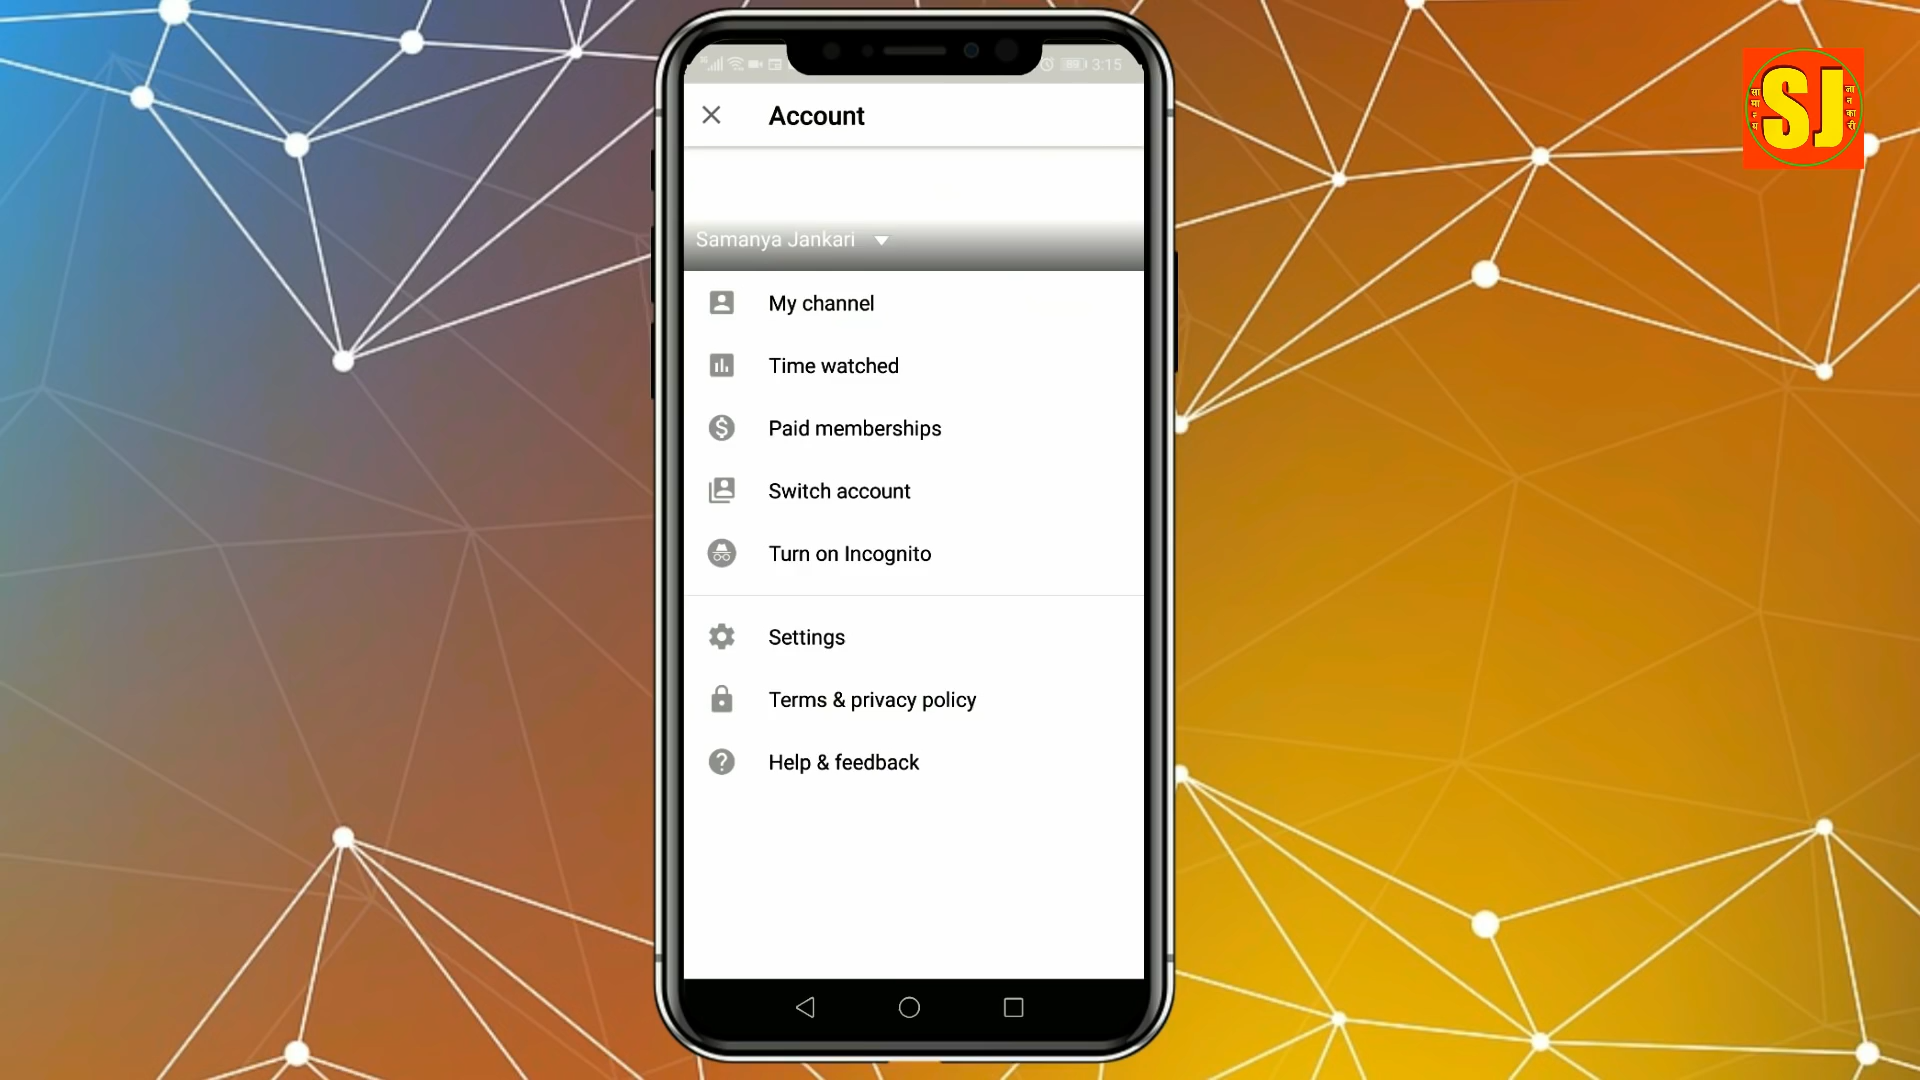 3:15
Account
Samanya Jankari
My channel
Time watched
Paid memberships
Switch account
Turn on Incognito
Settings
Terms & privacy policy
Help & feedback
सामान्य
SJ
जानकारी